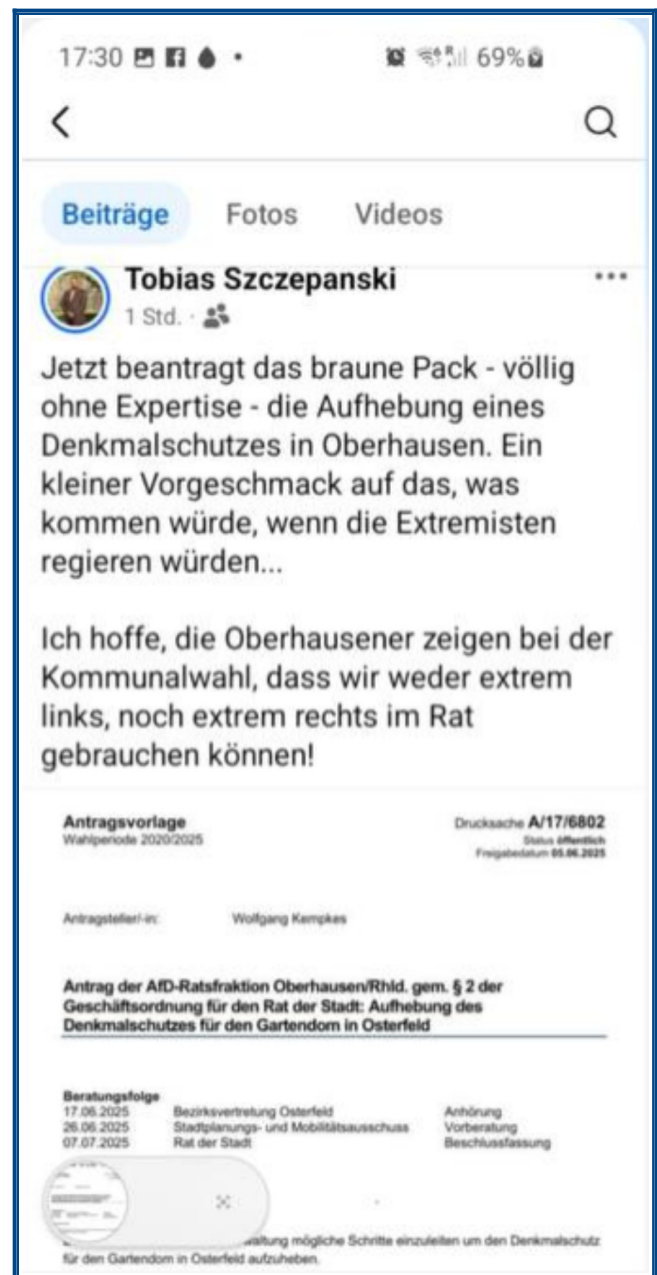 17:30
69%
Beiträge Fotos Videos
Tobias Szczepanski
1 Std. ·
Jetzt beantragt das braune Pack - völlig
ohne Expertise - die Aufhebung eines
Denkmalschutzes in Oberhausen. Ein
kleiner Vorgeschmack auf das, was
kommen würde, wenn die Extremisten
regieren würden...
Ich hoffe, die Oberhausener zeigen bei der
Kommunalwahl, dass wir weder extrem
links, noch extrem rechts im Rat
gebrauchen können!
Antragsvorlage Drucksache A/17/6802
Wahlperiode 2020/2025 Status öffentlich
Freigabedatum 05.06.2025
Antragsteller/-in: Wolfgang Kempkes
Antrag der AfD-Ratsfraktion Oberhausen/Rhld. gem. § 2 der
Geschäftsordnung für den Rat der Stadt: Aufhebung des
Denkmalschutzes für den Gartendom in Osterfeld
Beratungsfolge
17.06.2025 Bezirksvertretung Osterfeld Anhörung
26.06.2025 Stadtplanungs- und Mobilitätsausschuss Vorberatung
07.07.2025 Rat der Stadt Beschlussfassung
mögliche Schritte einzuleiten um den Denkmalschutz
für den Gartendom in Osterfeld aufzuheben.